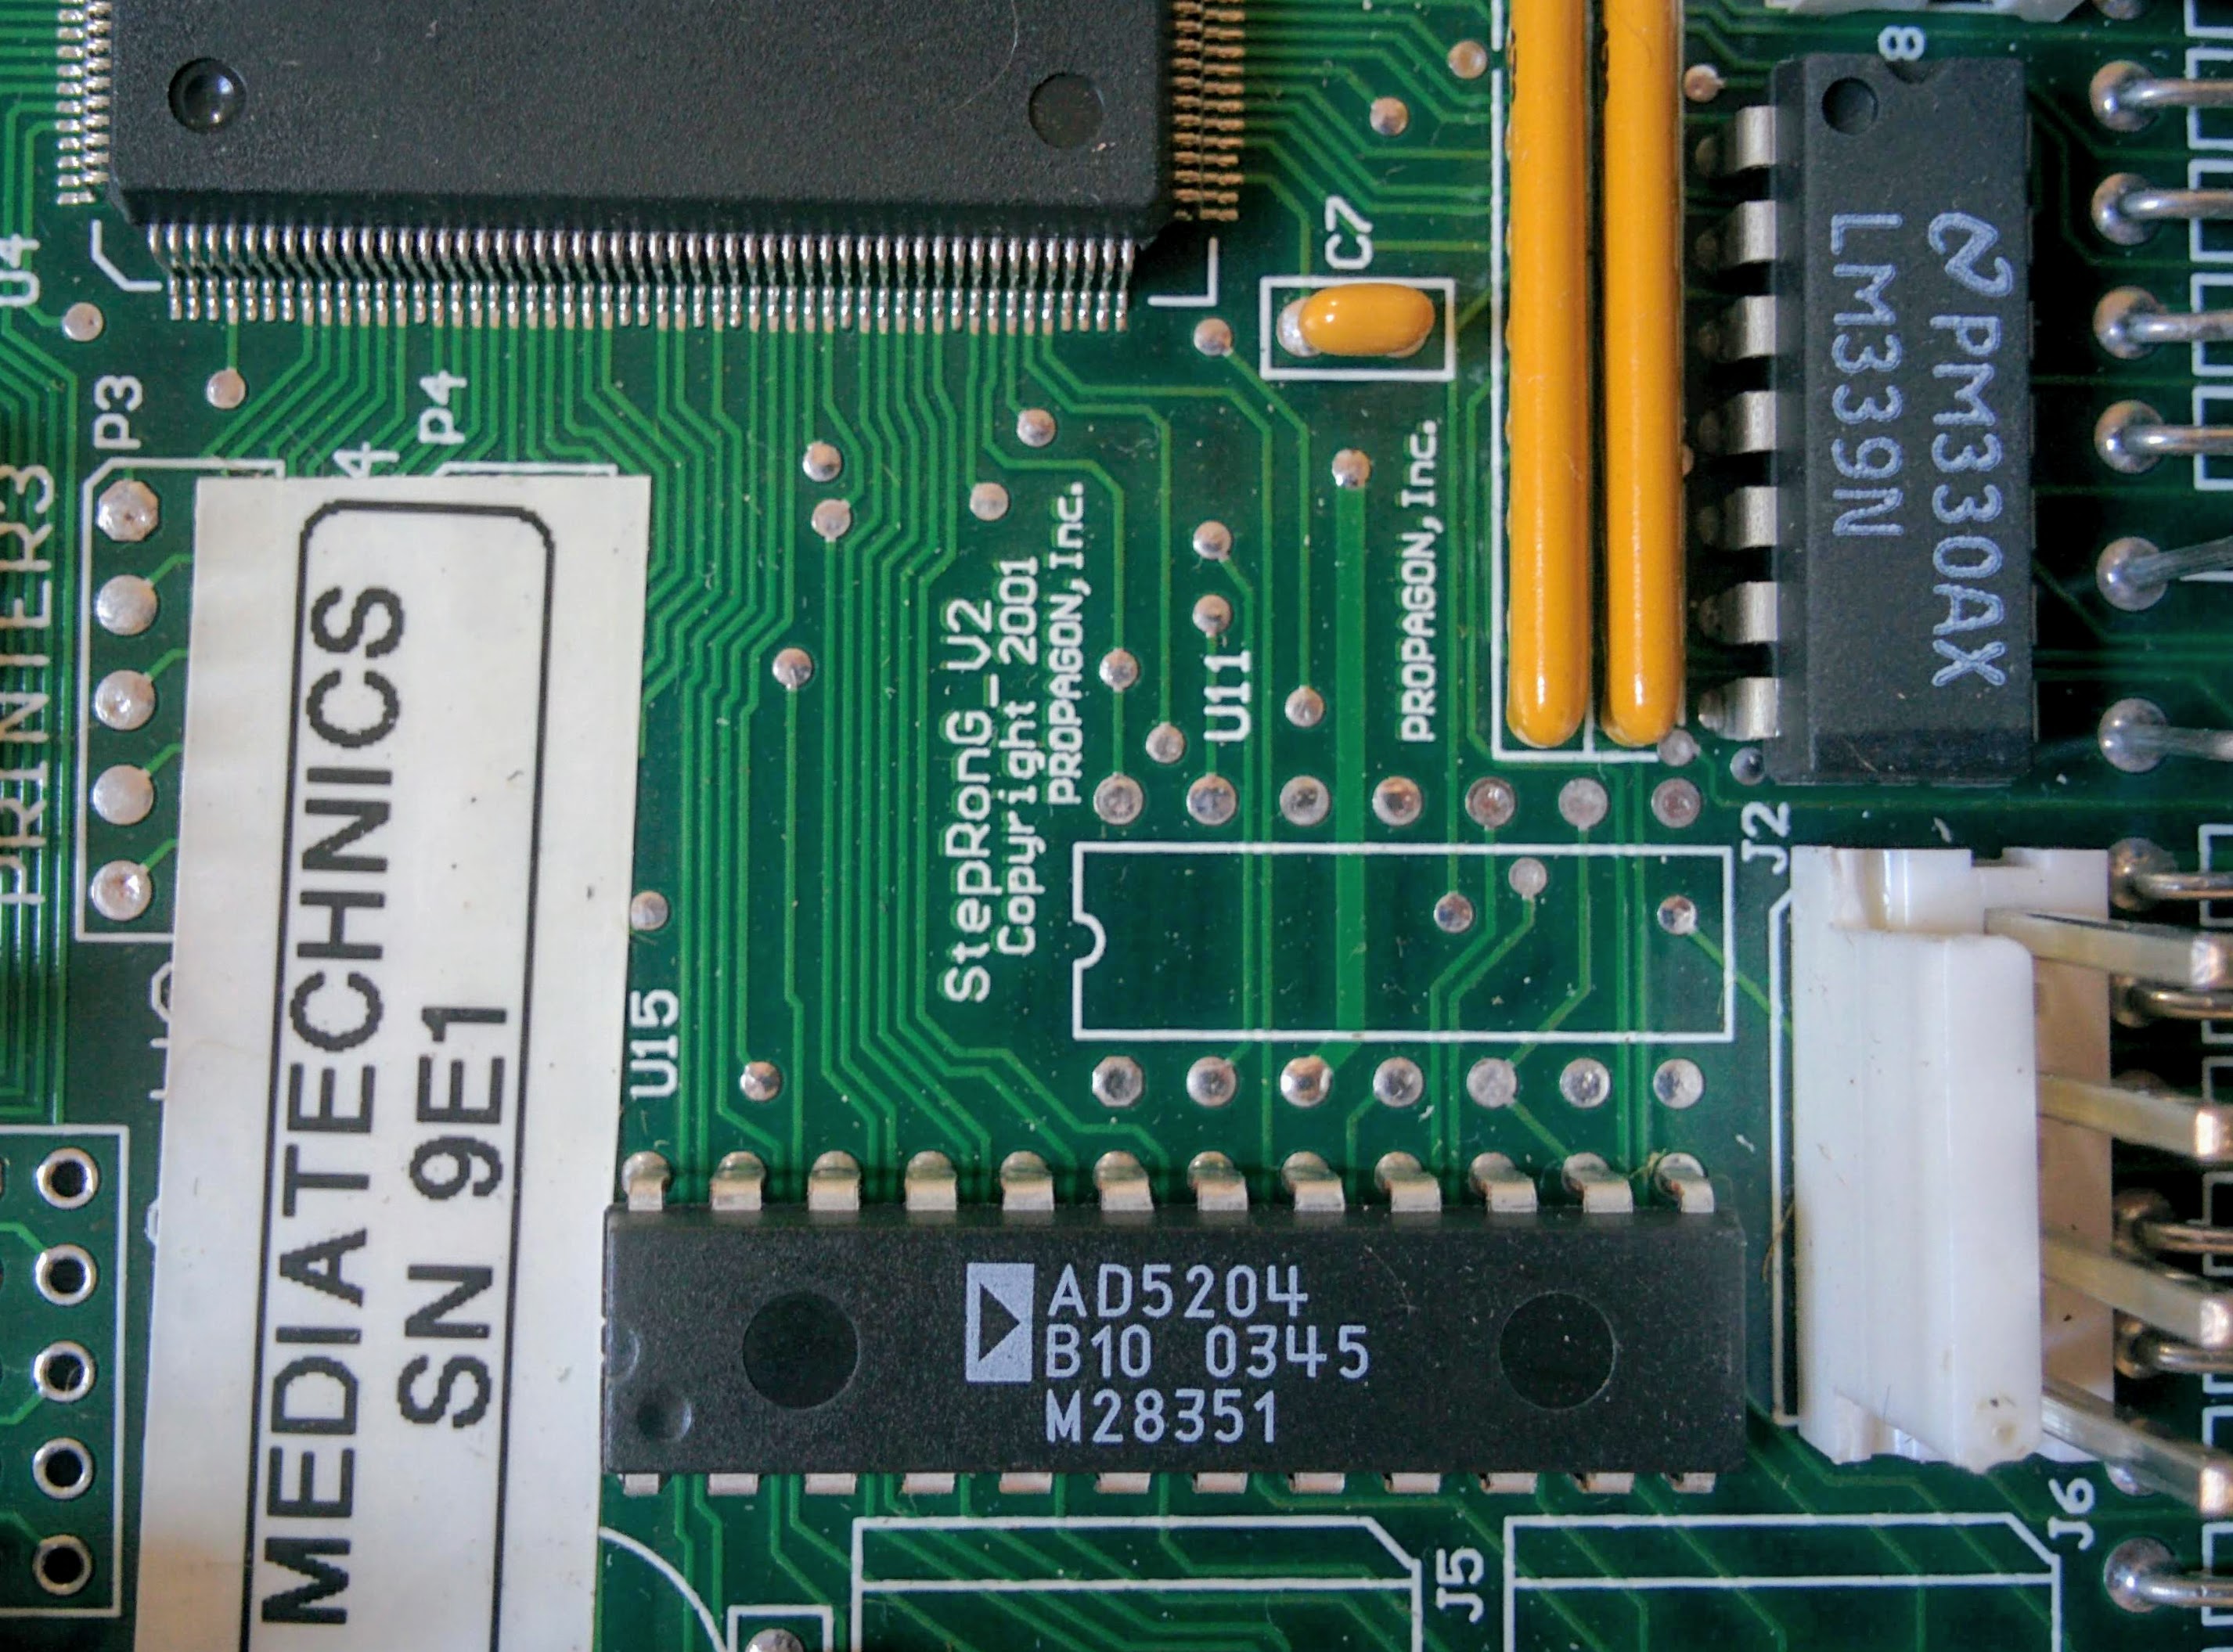 U4
8
C7
PM330AX
LM339N
P3
P4
4
PRINTER3
MEDIATECHNICS
SN 9E1
StepRonG_V2
Copyright 2001
PROPAGON,Inc.
U11
PROPAGON,Inc.
J2
U15
AD5204
B10 0345
M28351
J5
J6